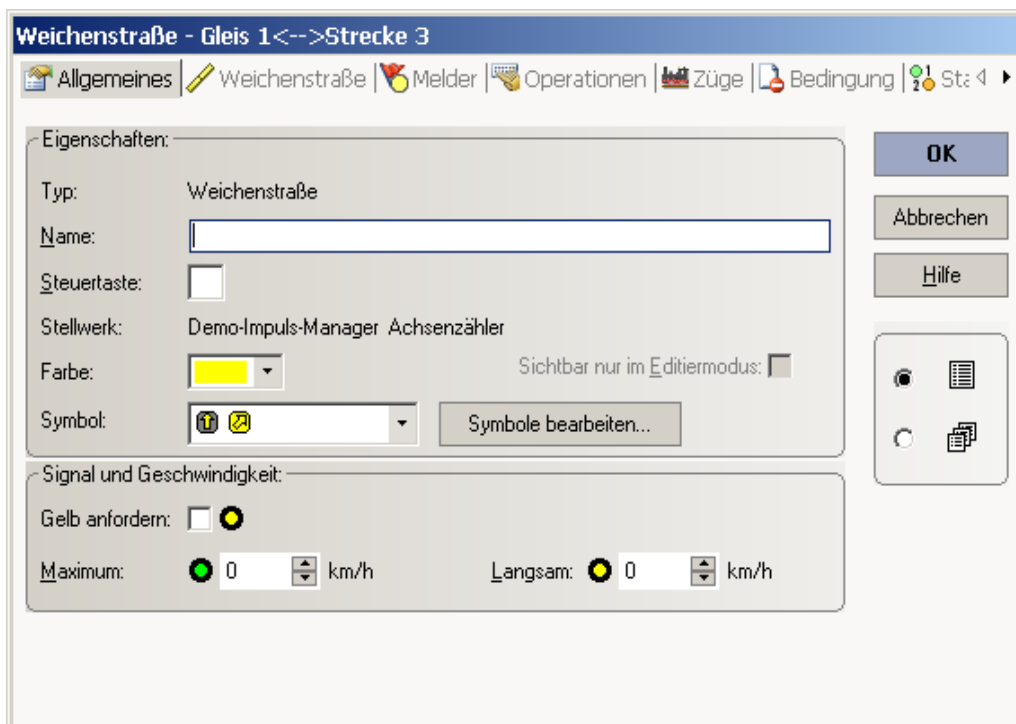 Weichenstraße - Gleis 1<-->Strecke 3
Allgemeines Weichenstraße Melder Operationen Züge Bedingung Sta
Eigenschaften:
OK
Typ: Weichenstraße
Name:
Abbrechen
Steuertaste:
Hilfe
Stellwerk: Demo-Impuls-Manager Achsenzähler
Farbe: Sichtbar nur im Editiermodus:
Symbol: Symbole bearbeiten...
Signal und Geschwindigkeit:
Gelb anfordern:
Maximum: 0 km/h Langsam: 0 km/h